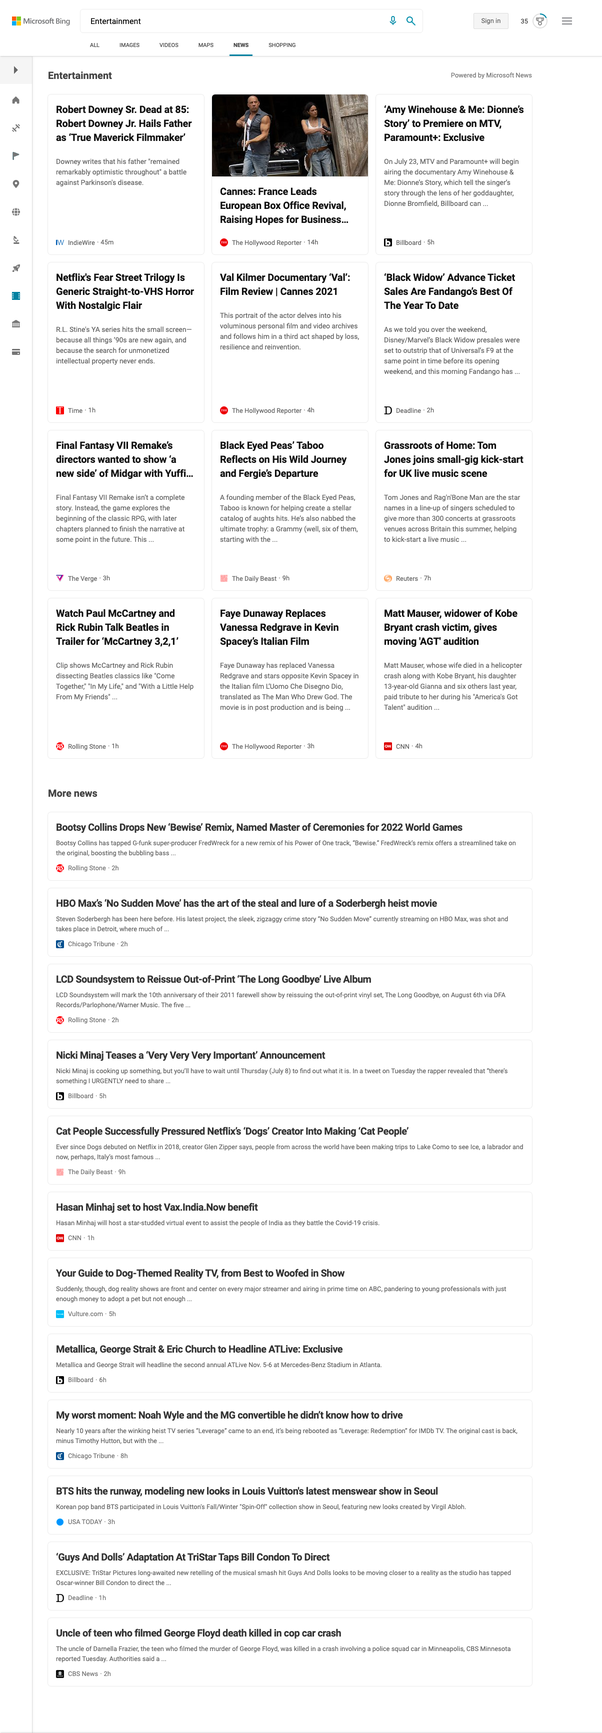 Microsoft Bing
Entertainment
Sign in
35
ALL
IMAGES
VIDEOS
MAPS
NEWS
SHOPPING
Entertainment
Powered by Microsoft News
Robert Downey Sr. Dead at 85:
Robert Downey Jr. Hails Father
as ‘True Maverick Filmmaker’
Downey writes that his father "remained
remarkably optimistic throughout" a battle
against Parkinson's disease.
IndieWire · 45m
Cannes: France Leads
European Box Office Revival,
Raising Hopes for Business…
The Hollywood Reporter · 14h
‘Amy Winehouse & Me: Dionne’s
Story’ to Premiere on MTV,
Paramount+: Exclusive
On July 23, MTV and Paramount+ will begin
airing the documentary Amy Winehouse &
Me: Dionne's Story, which tell the singer's
story through the lens of her goddaughter,
Dionne Bromfield, Billboard can ...
Billboard · 5h
Netflix's Fear Street Trilogy Is
Generic Straight-to-VHS Horror
With Nostalgic Flair
R.L. Stine's YA series hits the small screen—
because all things '90s are new again, and
because the search for unmonetized
intellectual property never ends.
Time · 1h
Val Kilmer Documentary ‘Val’:
Film Review | Cannes 2021
This portrait of the actor delves into his
voluminous personal film and video archives
and follows him in a third act shaped by loss,
resilience and reinvention.
The Hollywood Reporter · 4h
‘Black Widow’ Advance Ticket
Sales Are Fandango’s Best Of
The Year To Date
As we told you over the weekend,
Disney/Marvel's Black Widow presales were
set to outstrip that of Universal's F9 at the
same point in time before its opening
weekend, and this morning Fandango has ...
Deadline · 2h
Final Fantasy VII Remake’s
directors wanted to show ‘a
new side’ of Midgar with Yuffi…
Final Fantasy VII Remake isn't a complete
story. Instead, the game explores the
beginning of the classic RPG, with later
chapters planned to finish the narrative at
some point in the future. This ...
The Verge · 3h
Black Eyed Peas’ Taboo
Reflects on His Wild Journey
and Fergie’s Departure
A founding member of the Black Eyed Peas,
Taboo is known for helping create a stellar
catalog of aughts hits. He's also nabbed the
ultimate trophy: a Grammy (well, six of them,
starting with the ...
The Daily Beast · 9h
Grassroots of Home: Tom
Jones joins small-gig kick-start
for UK live music scene
Tom Jones and Rag'n'Bone Man are the star
names in a line-up of singers scheduled to
give more than 300 concerts at grassroots
venues across Britain this summer, helping
to kick-start a live music ...
Reuters · 7h
Watch Paul McCartney and
Rick Rubin Talk Beatles in
Trailer for ‘McCartney 3,2,1’
Clip shows McCartney and Rick Rubin
dissecting Beatles classics like "Come
Together," "In My Life," and "With a Little Help
From My Friends" ...
Rolling Stone · 1h
Faye Dunaway Replaces
Vanessa Redgrave in Kevin
Spacey’s Italian Film
Faye Dunaway has replaced Vanessa
Redgrave and stars opposite Kevin Spacey in
the Italian film L'Uomo Che Disegno Dio,
translated as The Man Who Drew God. The
movie is in post production and is being ...
The Hollywood Reporter · 3h
Matt Mauser, widower of Kobe
Bryant crash victim, gives
moving 'AGT' audition
Matt Mauser, whose wife died in a helicopter
crash along with Kobe Bryant, his daughter
13-year-old Gianna and six others last year,
paid tribute to her during his "America's Got
Talent" audition ...
CNN · 4h
More news
Bootsy Collins Drops New ‘Bewise’ Remix, Named Master of Ceremonies for 2022 World Games
Bootsy Collins has tapped G-funk super-producer FredWreck for a new remix of his Power of One track, "Bewise." FredWreck's remix offers a streamlined take on
the original, boosting the bubbling bass ...
Rolling Stone · 2h
HBO Max’s ‘No Sudden Move’ has the art of the steal and lure of a Soderbergh heist movie
Steven Soderbergh has been here before. His latest project, the sleek, zigzaggy crime story "No Sudden Move" currently streaming on HBO Max, was shot and
takes place in Detroit, where much of ...
Chicago Tribune · 2h
LCD Soundsystem to Reissue Out-of-Print ‘The Long Goodbye’ Live Album
LCD Soundsystem will mark the 10th anniversary of their 2011 farewell show by reissuing the out-of-print vinyl set, The Long Goodbye, on August 6th via DFA
Records/Parlophone/Warner Music. The five ...
Rolling Stone · 2h
Nicki Minaj Teases a ‘Very Very Very Important’ Announcement
Nicki Minaj is cooking up something, but you'll have to wait until Thursday (July 8) to find out what it is. In a tweet on Tuesday the rapper revealed that "there's
something I URGENTLY need to share ...
Billboard · 5h
Cat People Successfully Pressured Netflix’s ‘Dogs’ Creator Into Making ‘Cat People’
Ever since Dogs debuted on Netflix in 2018, creator Glen Zipper says, people from across the world have been making trips to Lake Como to see Ice, a labrador and
now, perhaps, Italy's most famous ...
The Daily Beast · 9h
Hasan Minhaj set to host Vax.India.Now benefit
Hasan Minhaj will host a star-studded virtual event to assist the people of India as they battle the Covid-19 crisis.
CNN · 1h
Your Guide to Dog-Themed Reality TV, from Best to Woofed in Show
Suddenly, though, dog reality shows are front and center on every major streamer and airing in prime time on ABC, pandering to young professionals with just
enough money to adopt a pet but not enough ...
Vulture.com · 5h
Metallica, George Strait & Eric Church to Headline ATLive: Exclusive
Metallica and George Strait will headline the second annual ATLive Nov. 5-6 at Mercedes-Benz Stadium in Atlanta.
Billboard · 6h
My worst moment: Noah Wyle and the MG convertible he didn’t know how to drive
Nearly 10 years after the winking heist TV series "Leverage" came to an end, it's being rebooted as "Leverage: Redemption" for IMDb TV. The original cast is back,
minus Timothy Hutton, but with the ...
Chicago Tribune · 8h
BTS hits the runway, modeling new looks in Louis Vuitton's latest menswear show in Seoul
Korean pop band BTS participated in Louis Vuitton's Fall/Winter "Spin-Off" collection show in Seoul, featuring new looks created by Virgil Abloh.
USA TODAY · 3h
‘Guys And Dolls’ Adaptation At TriStar Taps Bill Condon To Direct
EXCLUSIVE: TriStar Pictures long-awaited new retelling of the musical smash hit Guys And Dolls looks to be moving closer to a reality as the studio has tapped
Oscar-winner Bill Condon to direct the ...
Deadline · 1h
Uncle of teen who filmed George Floyd death killed in cop car crash
The uncle of Darnella Frazier, the teen who filmed the murder of George Floyd, was killed in a crash involving a police squad car in Minneapolis, CBS Minnesota
reported Tuesday. Authorities said a ...
CBS News · 2h